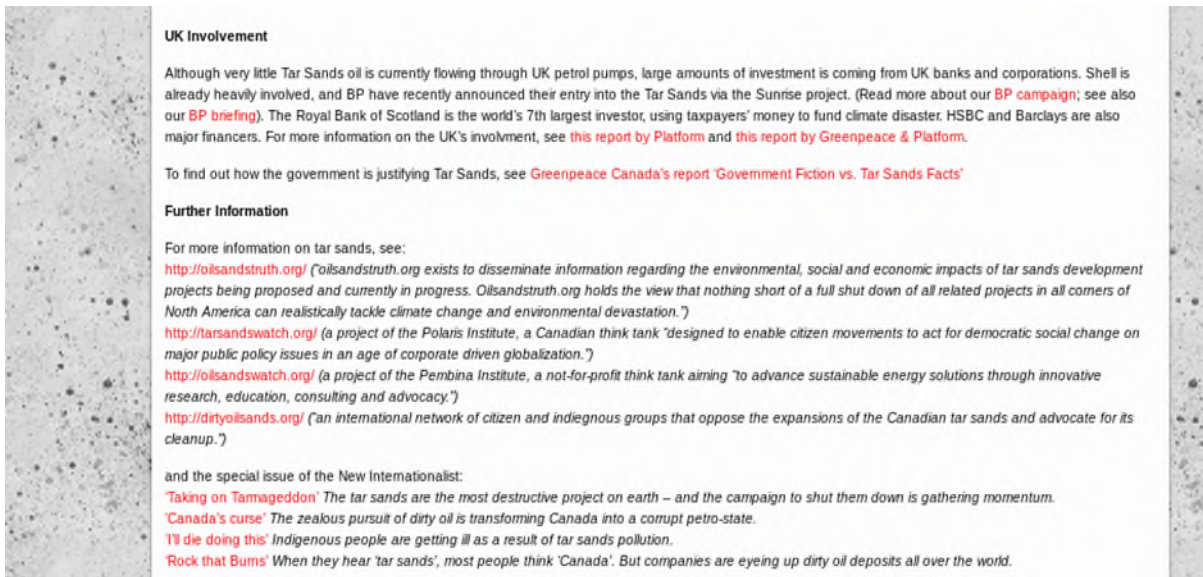 UK Involvement
Although very little Tar Sands oil is currently flowing through UK petrol pumps, large amounts of investment is coming from UK banks and corporations. Shell is
already heavily involved, and BP have recently announced their entry into the Tar Sands via the Sunrise project. (Read more about our BP campaign; see also
our BP briefing). The Royal Bank of Scotland is the world's 7th largest investor, using taxpayers' money to fund climate disaster. HSBC and Barclays are also
major financers. For more information on the UK's involvment, see this report by Platform and this report by Greenpeace & Platform.
To find out how the government is justifying Tar Sands, see Greenpeace Canada's report 'Government Fiction vs. Tar Sands Facts'
Further Information
For more information on tar sands, see:
http://oilsandstruth.org/ ("oilsandstruth.org exists to disseminate information regarding the environmental, social and economic impacts of tar sands development
projects being proposed and currently in progress. Oilsandstruth.org holds the view that nothing short of a full shut down of all related projects in all corners of
North America can realistically tackle climate change and environmental devastation.")
http://tarsandswatch.org/ (a project of the Polaris Institute, a Canadian think tank "designed to enable citizen movements to act for democratic social change on
major public policy issues in an age of corporate driven globalization.")
http://oilsandswatch.org/ (a project of the Pembina Institute, a not-for-profit think tank aiming "to advance sustainable energy solutions through innovative
research, education, consulting and advocacy.")
http://dirtyoilsands.org/ ("an international network of citizen and indiegnous groups that oppose the expansions of the Canadian tar sands and advocate for its
cleanup.")
and the special issue of the New Internationalist:
'Taking on Tarmageddon' The tar sands are the most destructive project on earth – and the campaign to shut them down is gathering momentum.
'Canada's curse' The zealous pursuit of dirty oil is transforming Canada into a corrupt petro-state.
'I'll die doing this' Indigenous people are getting ill as a result of tar sands pollution.
'Rock that Burns' When they hear 'tar sands', most people think 'Canada'. But companies are eyeing up dirty oil deposits all over the world.